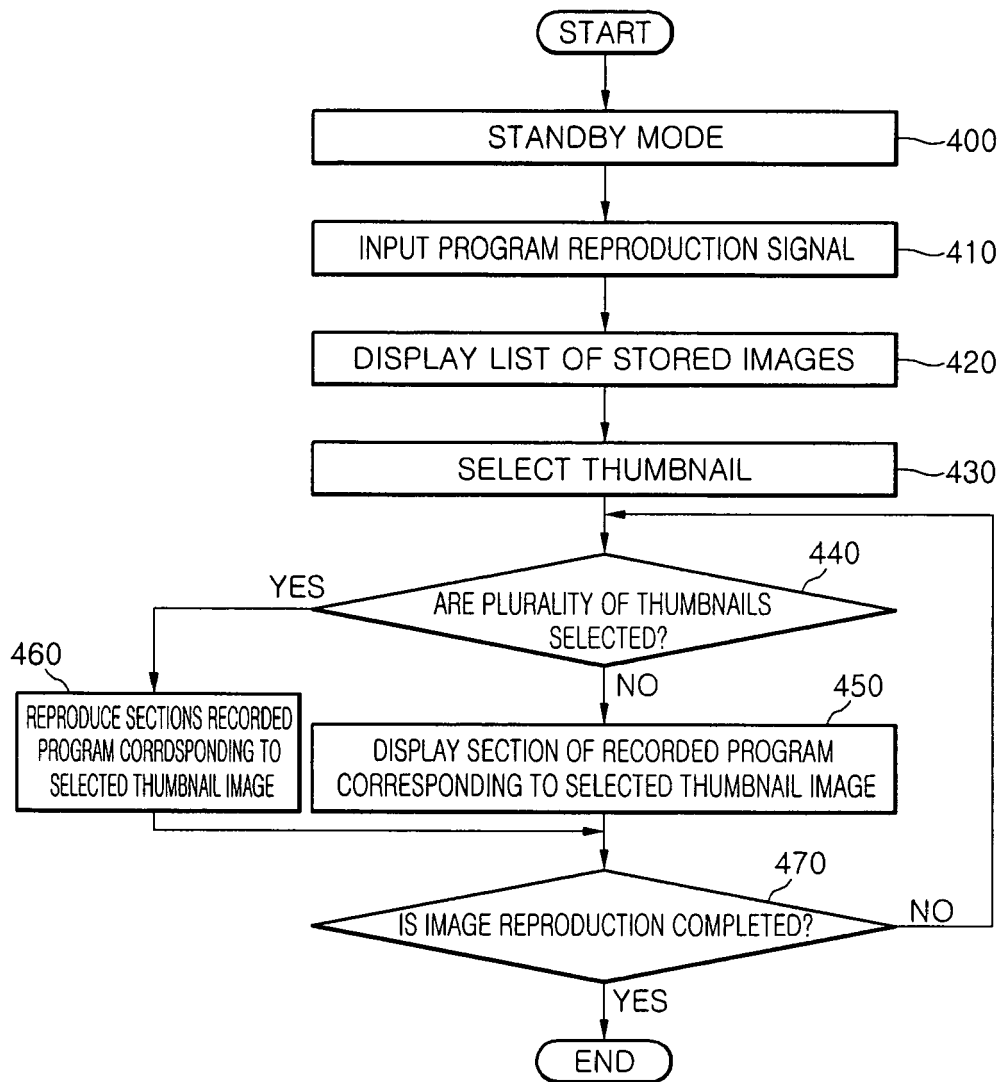 START
STANDBY MODE
400
INPUT PROGRAM REPRODUCTION SIGNAL
410
DISPLAY LIST OF STORED IMAGES
420
SELECT THUMBNAIL
430
440
YES
ARE PLURALITY OF THUMBNAILS
SELECTED?
460
NO
450
REPRODUCE SECTIONS RECORDED
PROGRAM CORRDSPONDING TO
SELECTED THUMBNAIL IMAGE
DISPLAY SECTION OF RECORDED PROGRAM
CORRESPONDING TO SELECTED THUMBNAIL IMAGE
470
IS IMAGE REPRODUCTION COMPLETED?
NO
YES
END